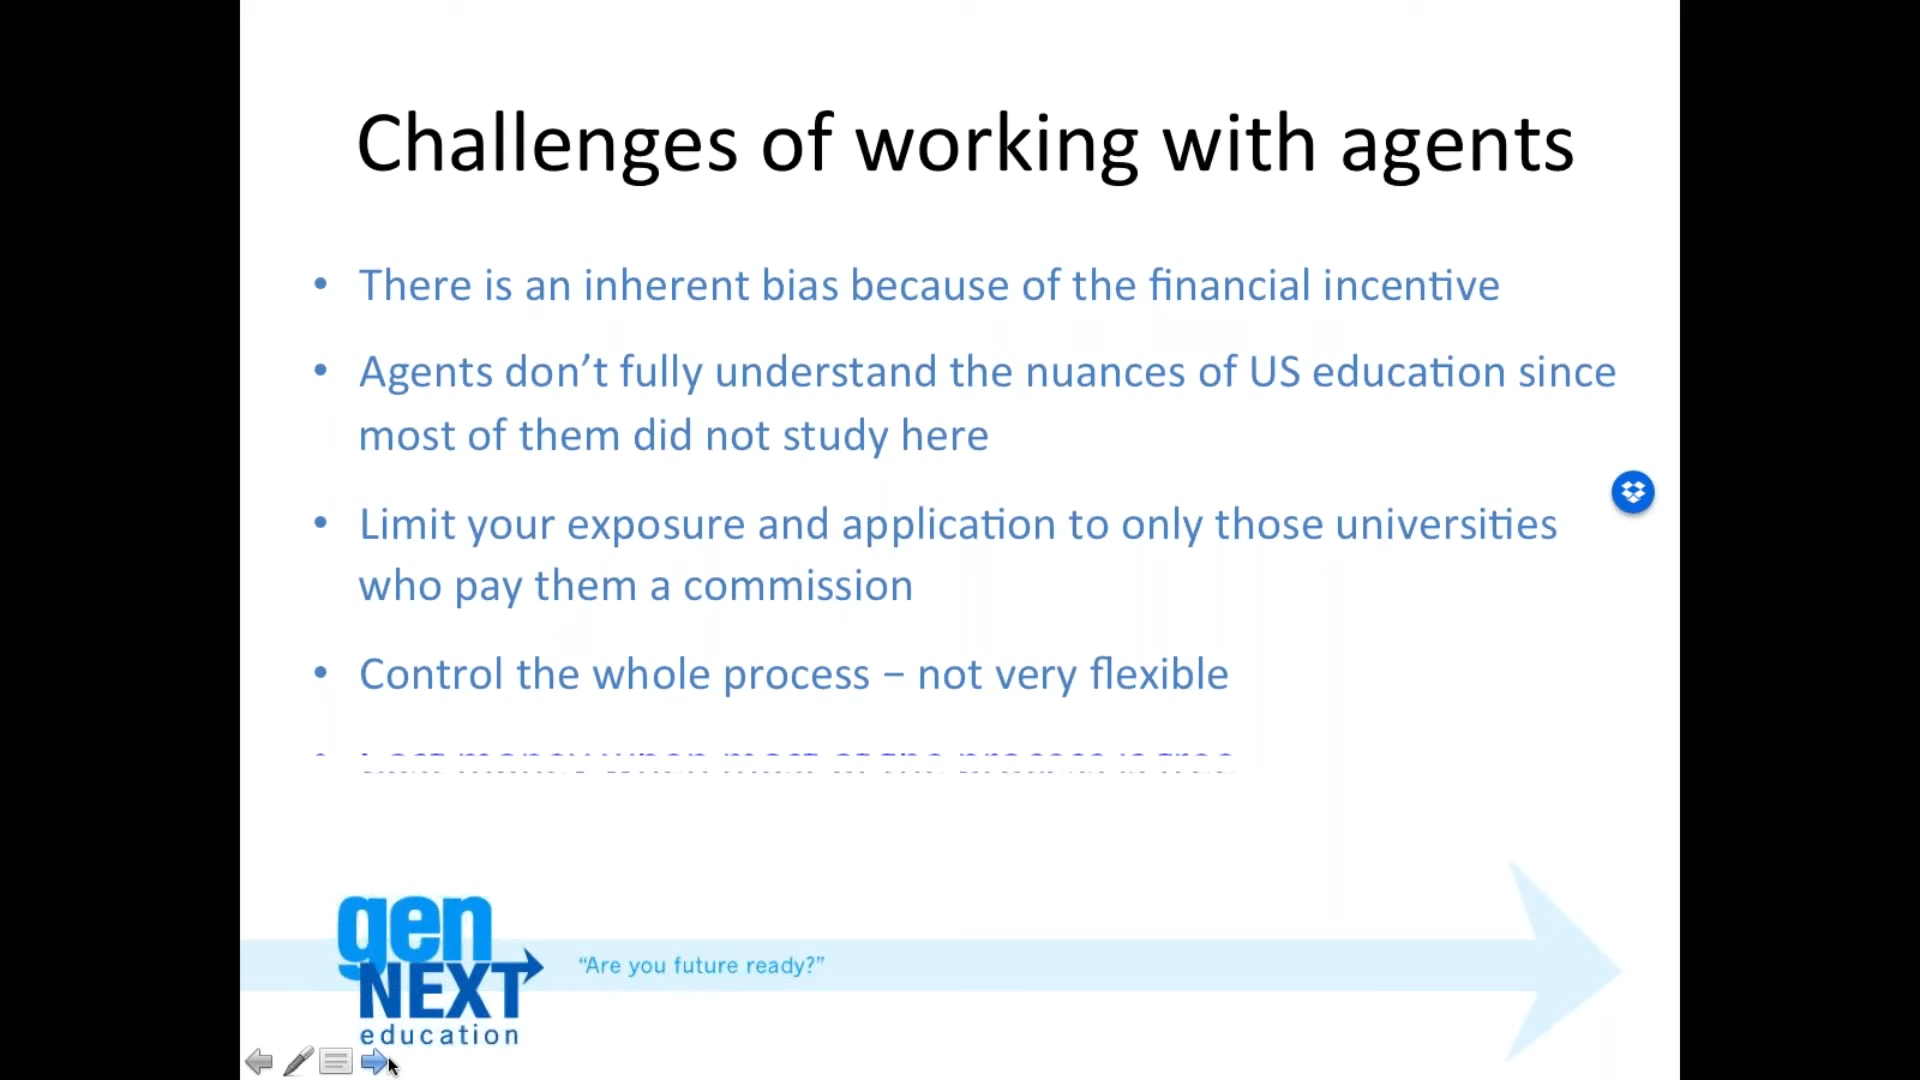 Challenges of working with agents
• There is an inherent bias because of the financial incentive
• Agents don’t fully understand the nuances of US education since
most of them did not study here
• Limit your exposure and application to only those universities
who pay them a commission
• Control the whole process – not very flexible
gen
NEXT
education
“Are you future ready?”